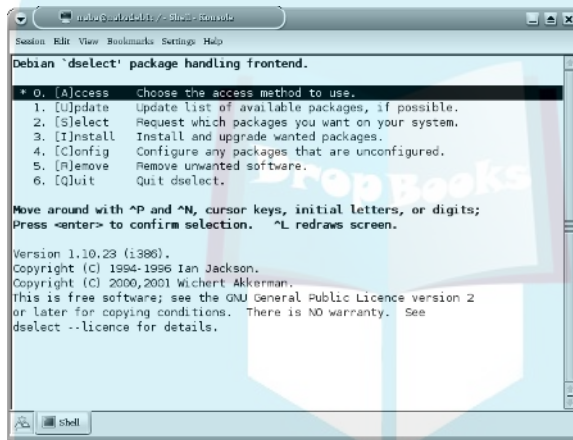 - Shell - Konsole
Session Edit View Bookmarks Settings Help
Debian `dselect' package handling frontend.
* 0. [A]ccess Choose the access method to use.
1. [U]pdate Update list of available packages, if possible.
2. [S]elect Request which packages you want on your system.
3. [I]nstall Install and upgrade wanted packages.
4. [C]onfig Configure any packages that are unconfigured.
5. [R]emove Remove unwanted software.
6. [Q]uit Quit dselect.
Move around with ^P and ^N, cursor keys, initial letters, or digits;
Press <enter> to confirm selection. ^L redraws screen.
Version 1.10.23 (i386).
Copyright (C) 1994-1996 Ian Jackson.
Copyright (C) 2000,2001 Wichert Akkerman.
This is free software; see the GNU General Public Licence version 2
or later for copying conditions. There is NO warranty. See
dselect --licence for details.
Shell
DropBooks